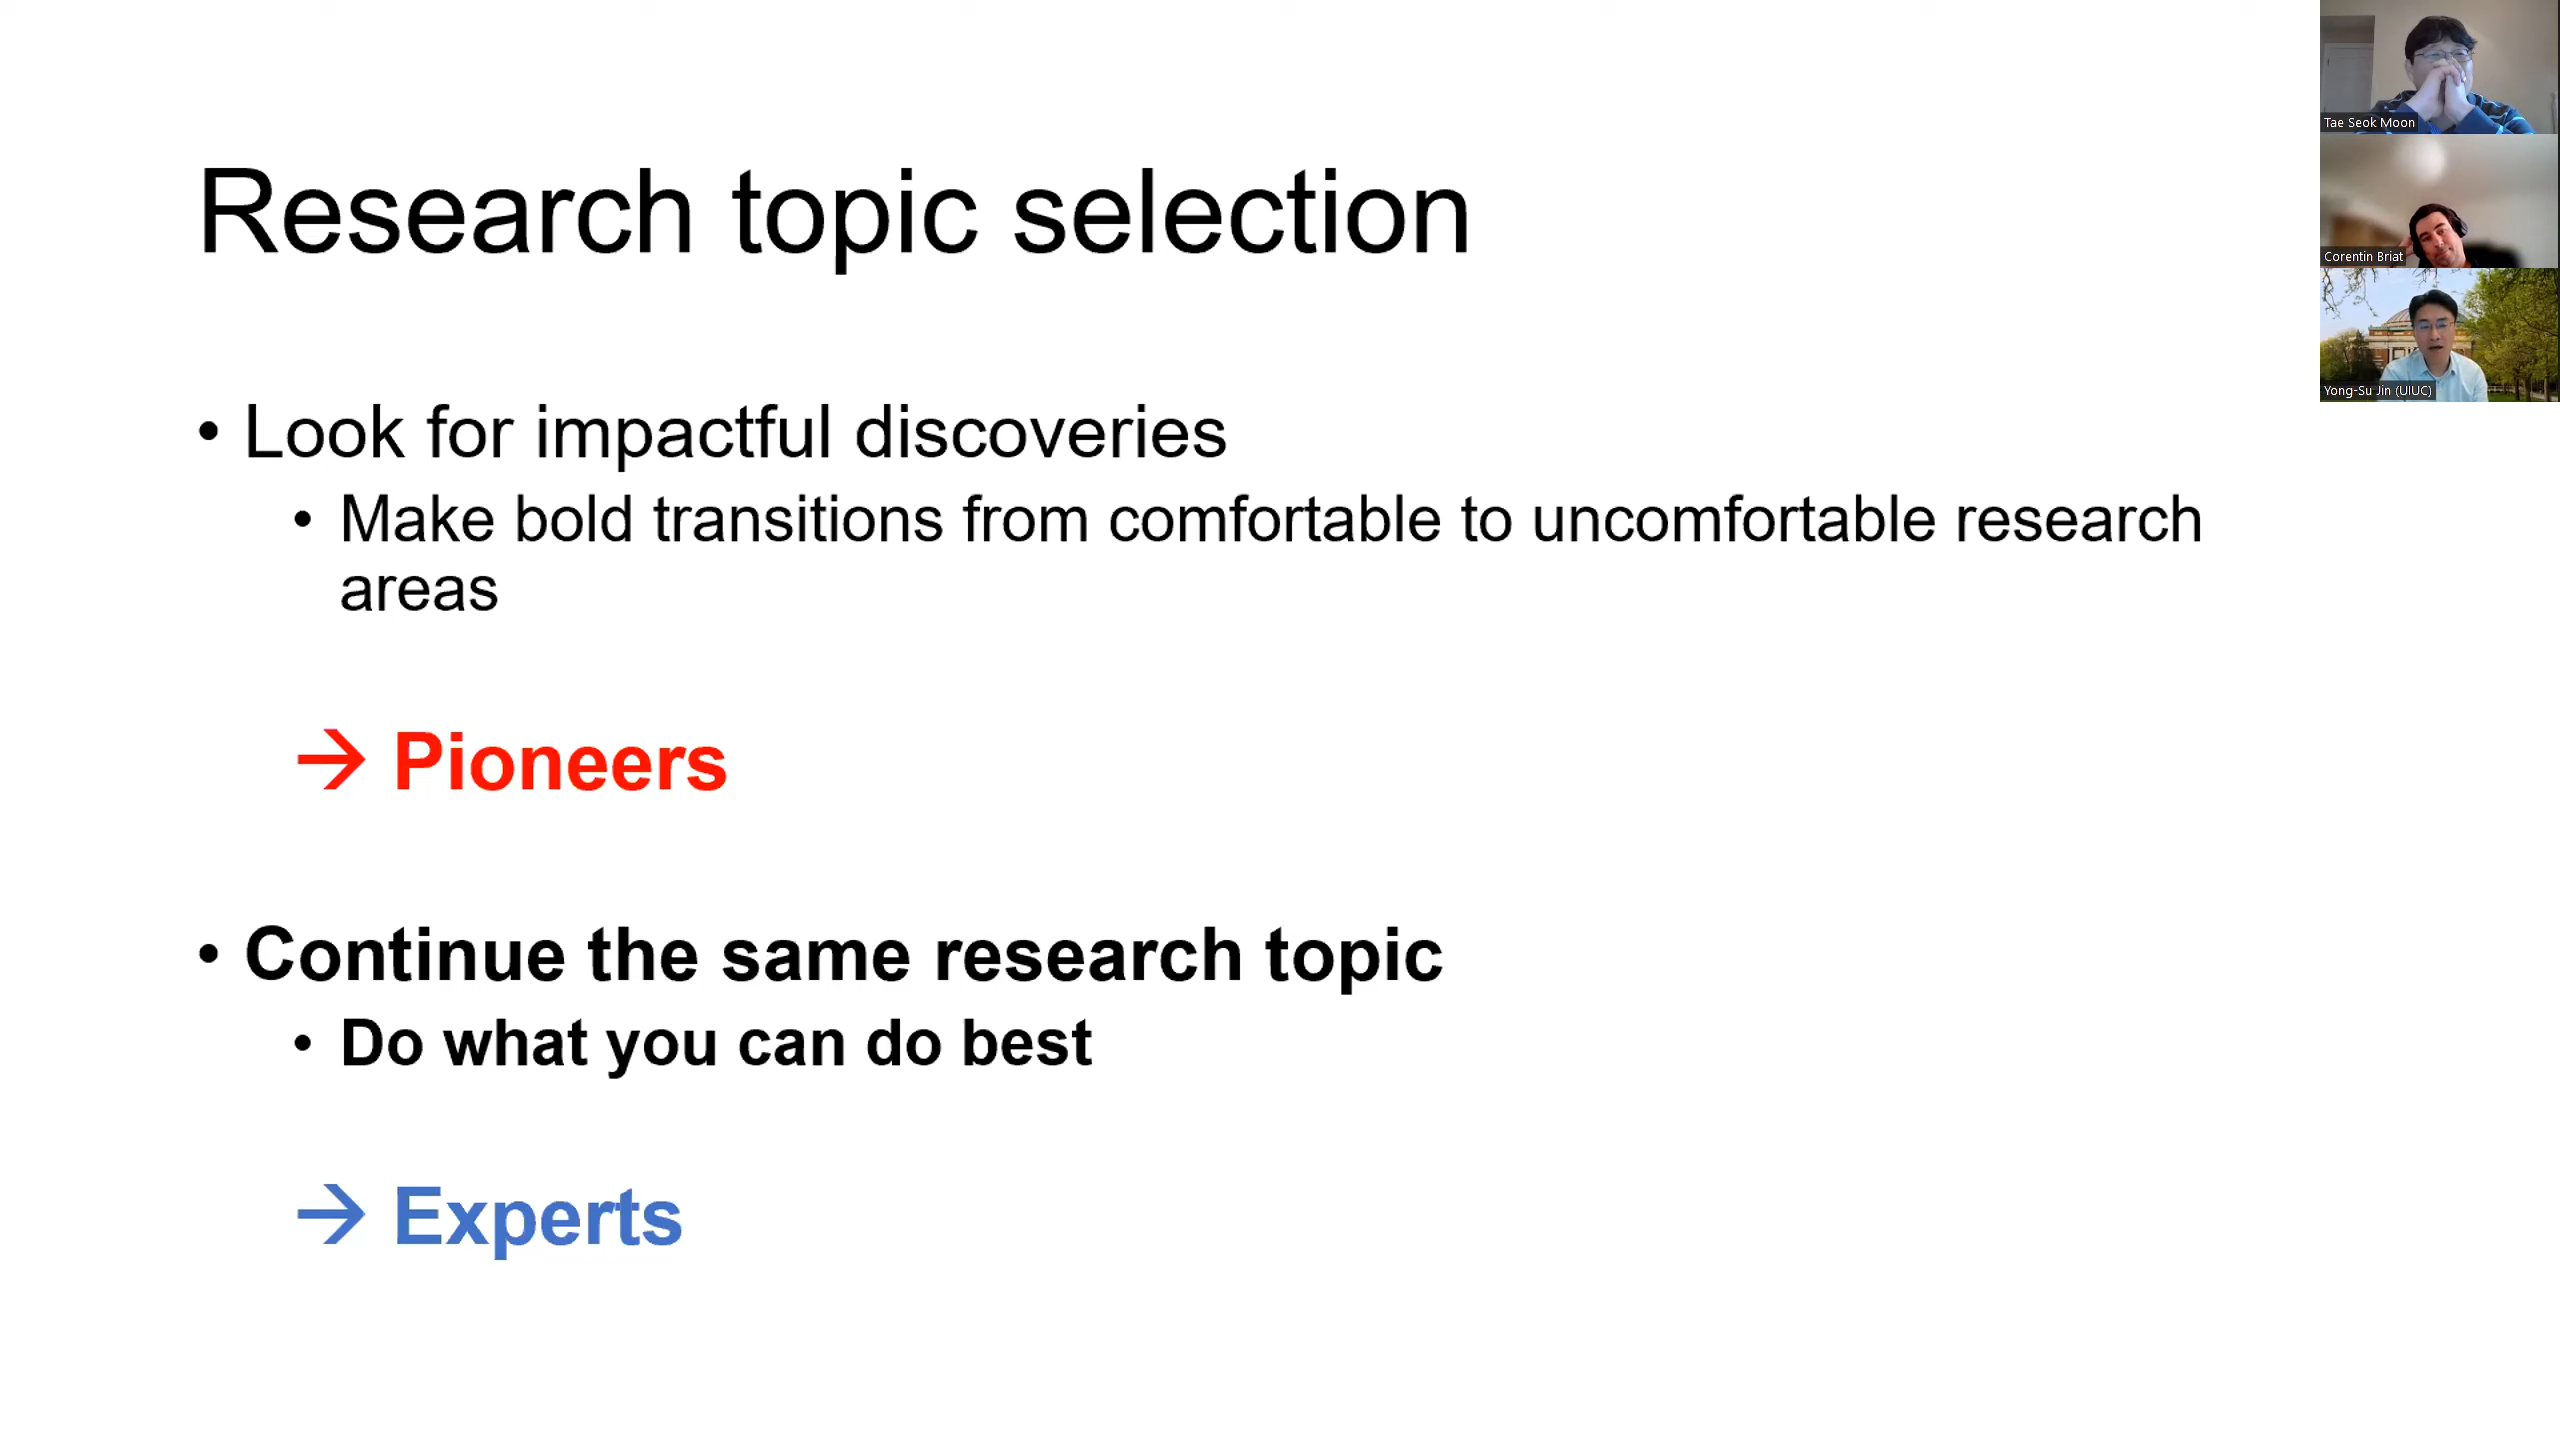 Research topic selection
• Look for impactful discoveries
• Make bold transitions from comfortable to uncomfortable research
areas
→ Pioneers
• Continue the same research topic
• Do what you can do best
→ Experts
Tae Seok Moon
Corentin Briat
Yong-Su Jin (UIUC)